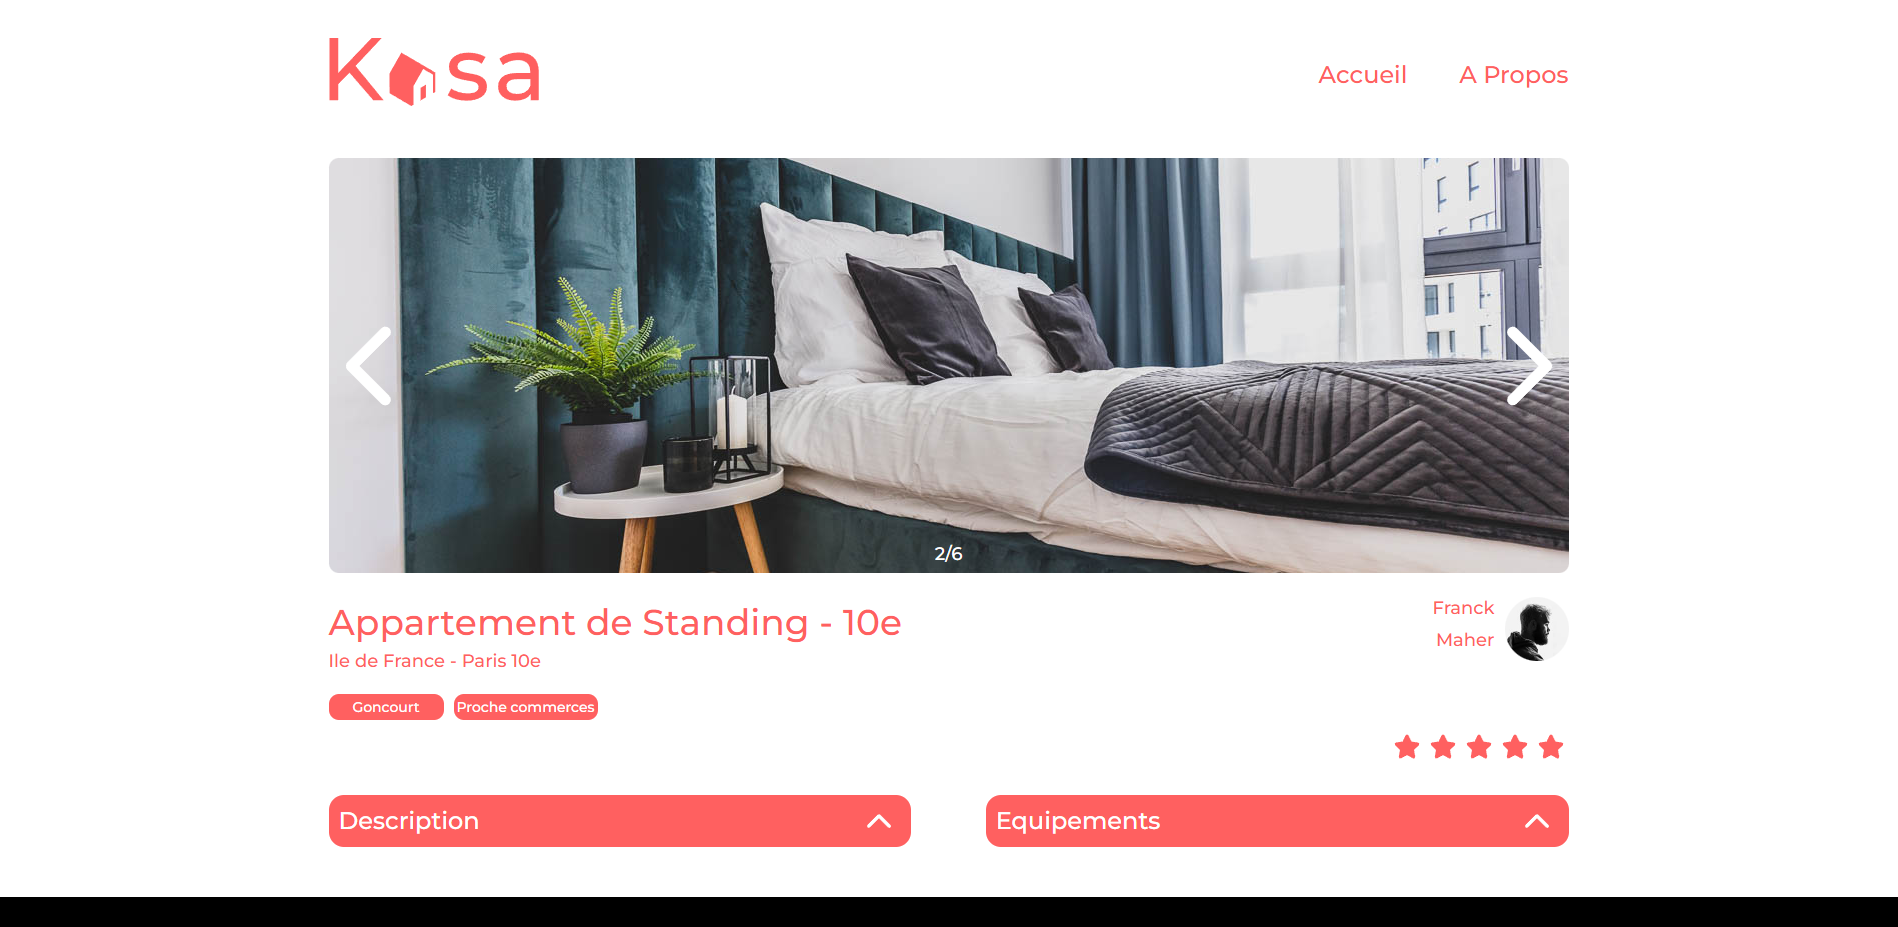 Kasa
Accueil
A Propos
2/6
Appartement de Standing - 10e
Ile de France - Paris 10e
Goncourt
Proche commerces
Franck
Maher
Description
Equipements